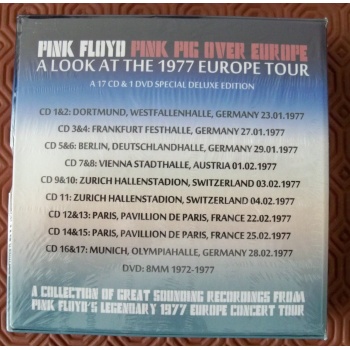 PINK FLOYD PINK PIG OVER EUROPE
A LOOK AT THE 1977 EUROPE TOUR
A 17 CD & 1 DVD SPECIAL DELUXE EDITION
CD 1&2: DORTMUND, WESTFALLENHALLE, GERMANY 23.01.1977
CD 3&4: FRANKFURT FESTHALLE, GERMANY 27.01.1977
CD 5&6: BERLIN, DEUTSCHLANDHALLE, GERMANY 29.01.1977
CD 7&8: VIENNA STADTHALLE, AUSTRIA 01.02.1977
CD 9&10: ZURICH HALLENSTADION, SWITZERLAND 03.02.1977
CD 11: ZURICH HALLENSTADION, SWITZERLAND 04.02.1977
CD 12&13: PARIS, PAVILLION DE PARIS, FRANCE 22.02.1977
CD 14&15: PARIS, PAVILLION DE PARIS, FRANCE 25.02.1977
CD 16&17: MUNICH, OLYMPIAHALLE, GERMANY 28.02.1977
DVD: 8MM 1972-1977
A COLLECTION OF GREAT SOUNDING RECORDINGS FROM
PINK FLOYD'S LEGENDARY 1977 EUROPE CONCERT TOUR